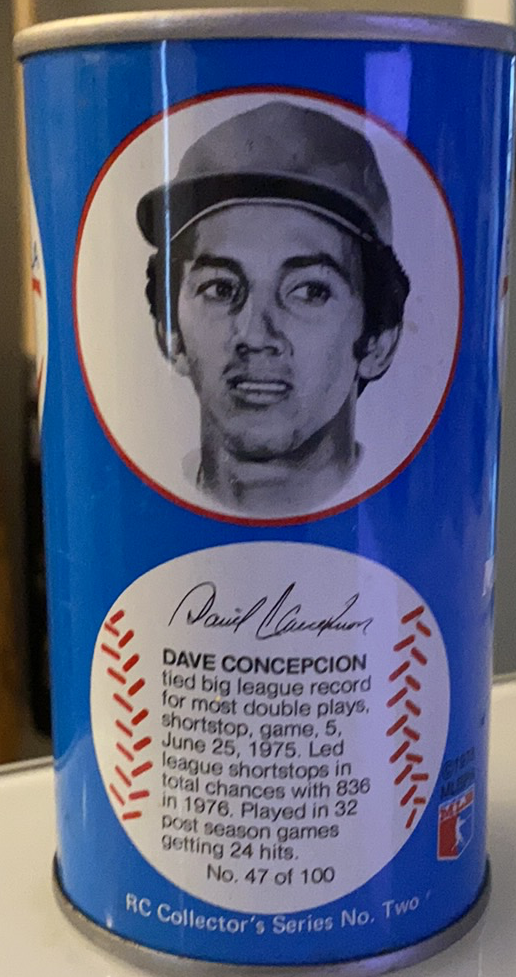 David Concepcion
DAVE CONCEPCION
tied big league record
for most double plays,
shortstop, game, 5,
June 25, 1975. Led
league shortstops in
total chances with 836
in 1976. Played in 32
post season games
getting 24 hits.
No. 47 of 100
RC Collector's Series No. Two